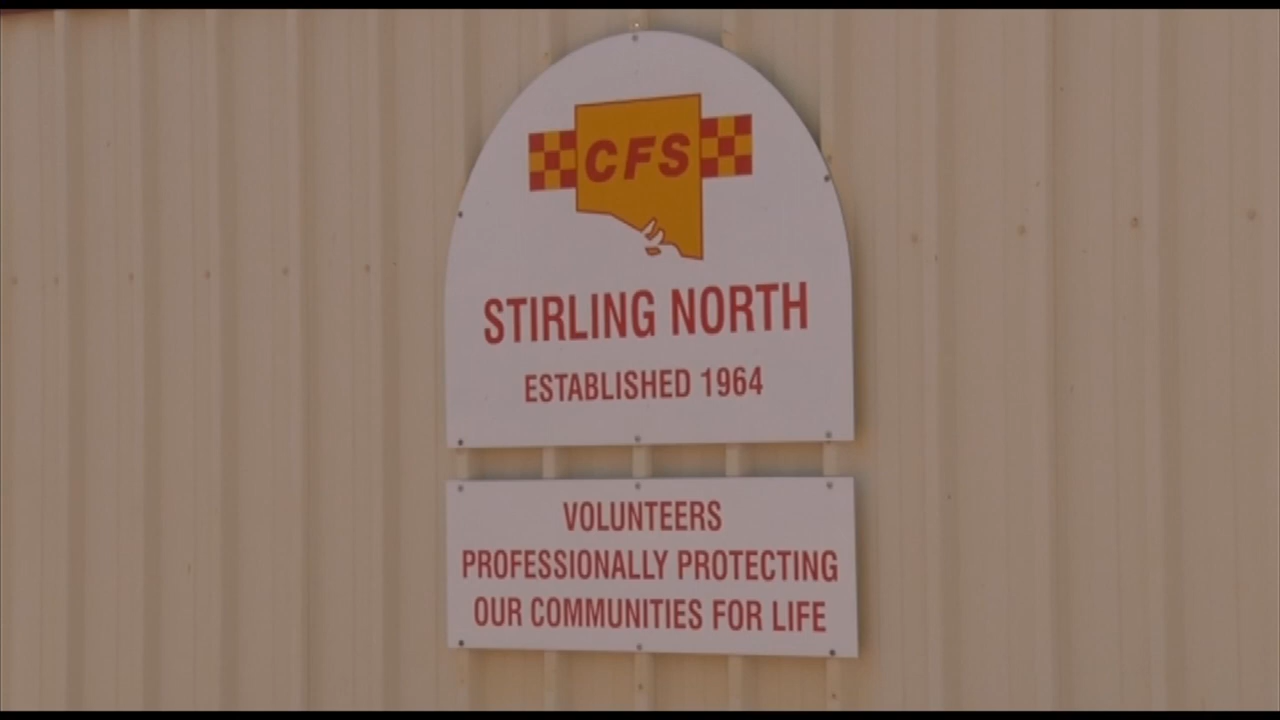 CFS
STIRLING NORTH
ESTABLISHED 1964
VOLUNTEERS
PROFESSIONALLY PROTECTING
OUR COMMUNITIES FOR LIFE